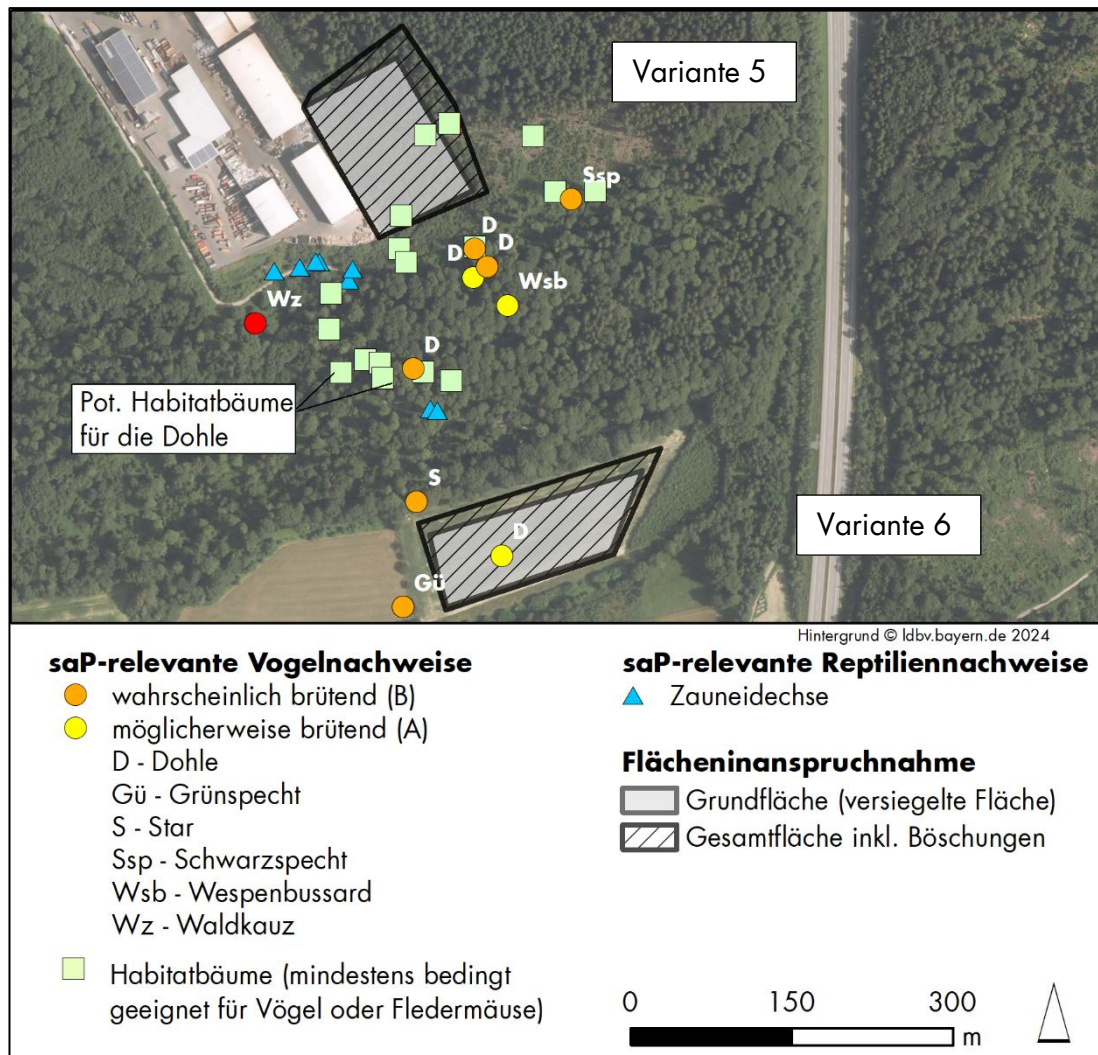 Variante 5
Ssp
D
D
D
Wsb
Wz
D
Pot. Habitatbäume
für die Dohle
S
D
Variante 6
Gü
Hintergrund © ldbv.bayern.de 2024
saP-relevante Vogelnachweise
wahrscheinlich brütend (B)
möglicherweise brütend (A)
D - Dohle
Gü - Grünspecht
S - Star
Ssp - Schwarzspecht
Wsb - Wespenbussard
Wz - Waldkauz
Habitatbäume (mindestens bedingt
geeignet für Vögel oder Fledermäuse)
saP-relevante Reptiliennachweise
Zauneidechse
Flächeninanspruchnahme
Grundfläche (versiegelte Fläche)
Gesamtfläche inkl. Böschungen
0 150 300
m